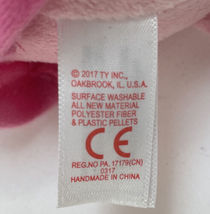 © 2017 TY INC.,
OAKBROOK, IL. U.S.A.
SURFACE WASHABLE
ALL NEW MATERIAL
POLYESTER FIBER
& PLASTIC PELLETS
CE
REG.NO PA. 17179(CN)
0317
HANDMADE IN CHINA